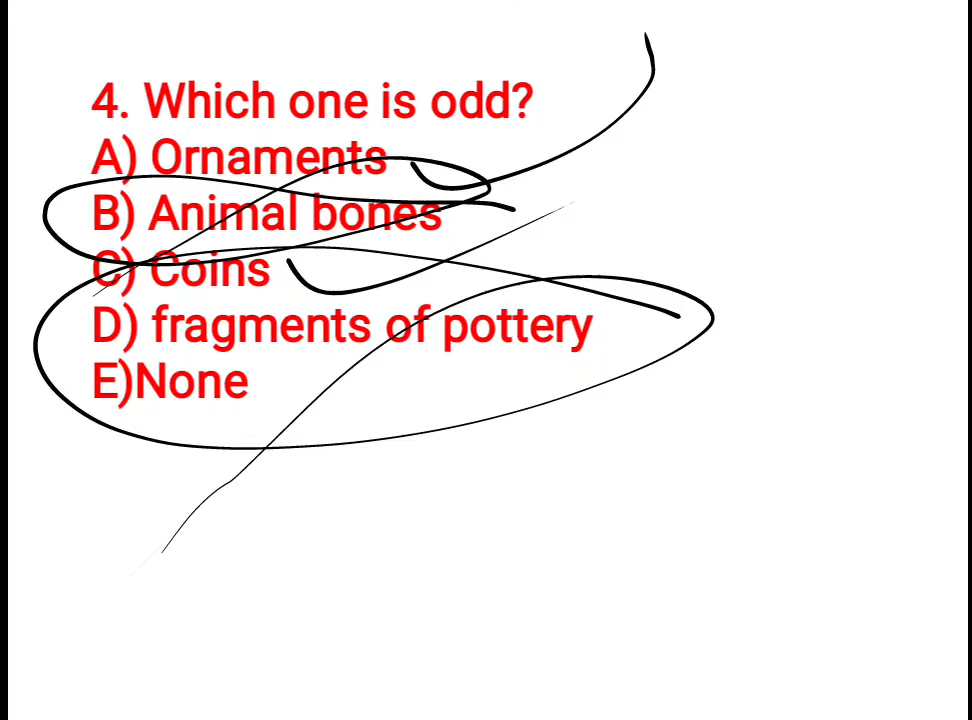 4. Which one is odd?
A) Ornaments
B) Animal bones
C) Coins
D) fragments of pottery
E)None